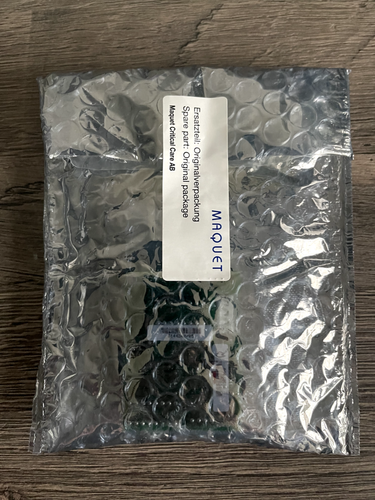 MAQUET
Ersatzteil: Originalverpackung
Spare part: Original package
Maquet Critical Care AB